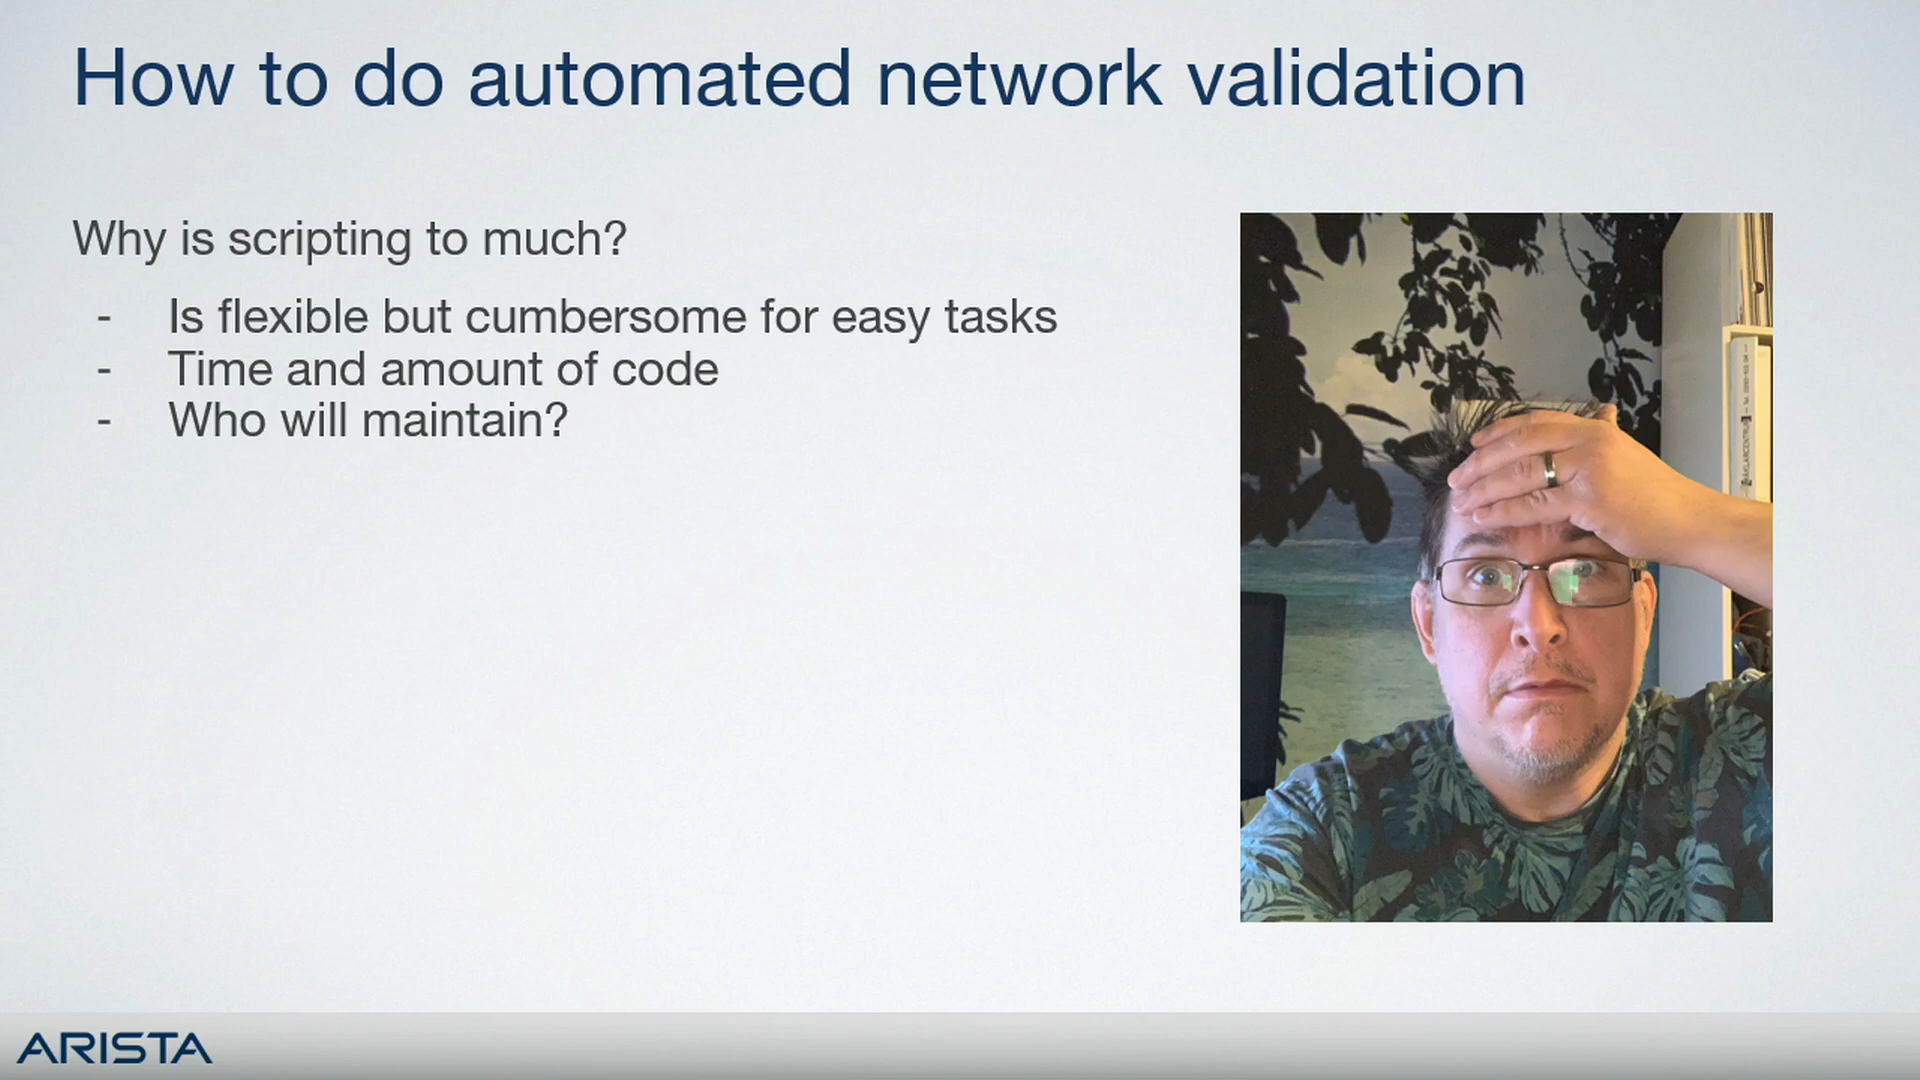 How to do automated network validation
Why is scripting to much?
- Is flexible but cumbersome for easy tasks
- Time and amount of code
- Who will maintain?
ARISTA